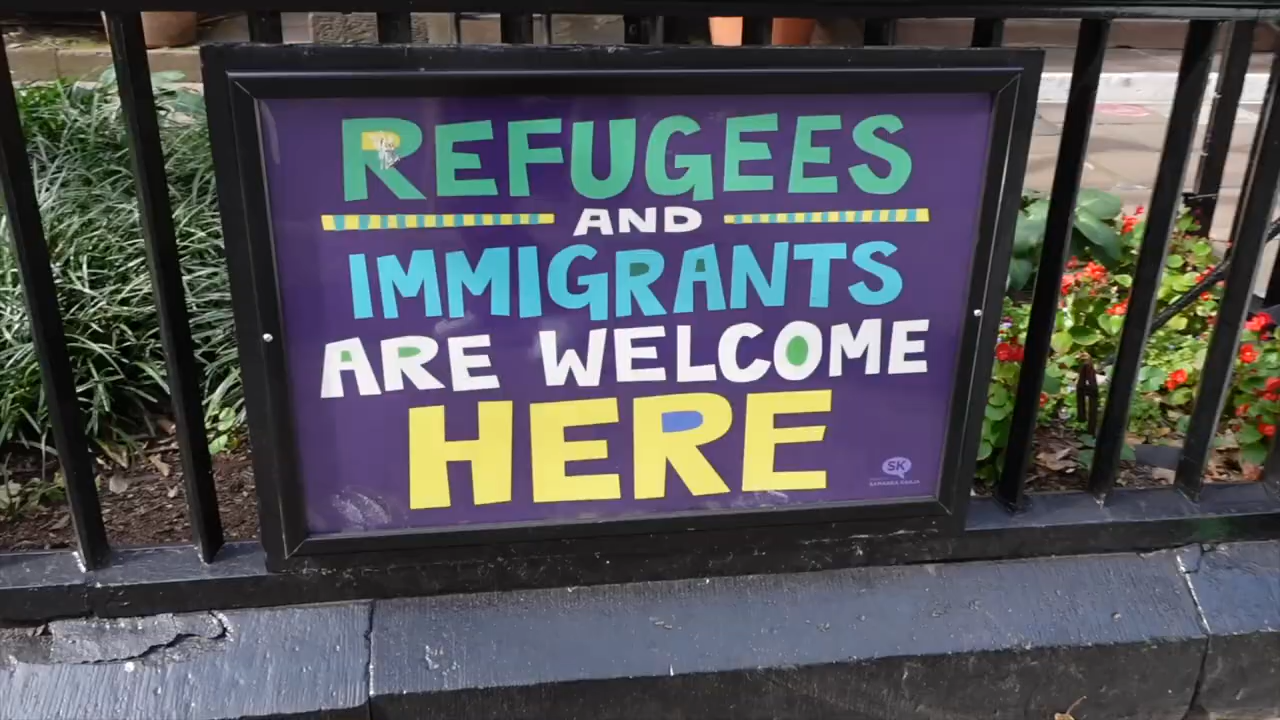 REFUGEES
AND
IMMIGRANTS
ARE WELCOME
HERE
SK